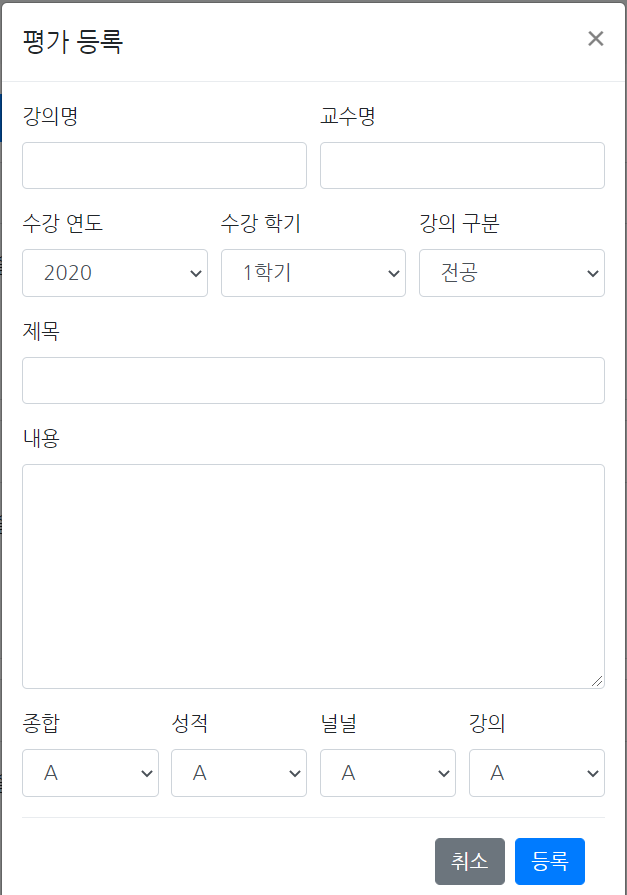 평가 등록 ×
강의명 교수명
수강 연도 수강 학기 강의 구분
2020 1학기 전공
제목
내용
종합 성적 널널 강의
A A A A
취소 등록